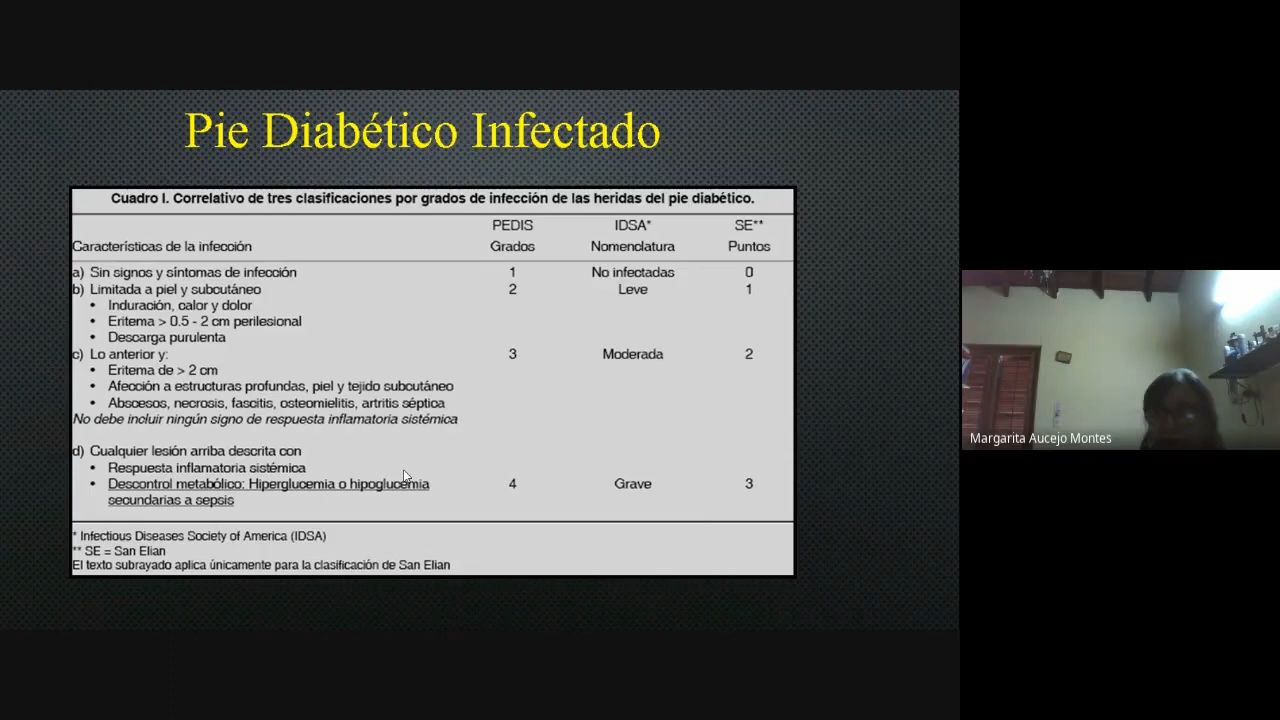 Pie Diabético Infectado
Cuadro I. Correlativo de tres clasificaciones por grados de infección de las heridas del pie diabético.
PEDIS IDSA* SE**
Características de la infección Grados Nomenclatura Puntos
a) Sin signos y síntomas de infección 1 No infectadas 0
b) Limitada a piel y subcutáneo 2 Leve 1
• Induración, calor y dolor
• Eritema > 0.5 - 2 cm perilesional
• Descarga purulenta
c) Lo anterior y: 3 Moderada 2
• Eritema de > 2 cm
• Afección a estructuras profundas, piel y tejido subcutáneo
• Abscesos, necrosis, fascitis, osteomielitis, artritis séptica
No debe incluir ningún signo de respuesta inflamatoria sistémica
d) Cualquier lesión arriba descrita con
• Respuesta inflamatoria sistémica
• Descontrol metabólico: Hiperglucemia o hipoglucemia 4 Grave 3
secundarias a sepsis
* Infectious Diseases Society of America (IDSA)
** SE = San Elian
El texto subrayado aplica únicamente para la clasificación de San Elian
Margarita Aucejo Montes